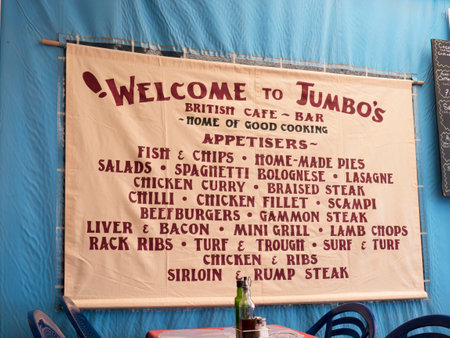 Welcome to Jumbo's
British Cafe ~ Bar
~ Home of Good Cooking
Appetisers ~
Fish & Chips • Home-Made Pies
Salads • Spaghetti Bolognese • Lasagne
Chicken Curry • Braised Steak
Chilli • Chicken Fillet • Scampi
Beefburgers • Gammon Steak
Liver & Bacon • Mini Grill • Lamb Chops
Rack Ribs • Turf & Trough • Surf & Turf
Chicken & Ribs
Sirloin & Rump Steak